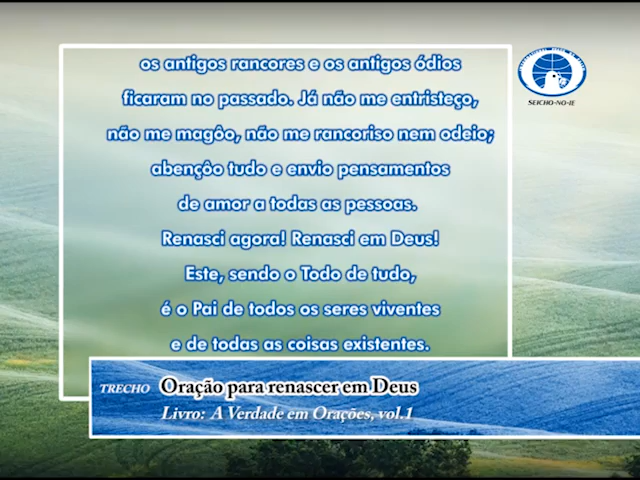 os antigos rancores e os antigos ódios
ficaram no passado. Já não me entristeço,
não me magôo, não me rancoriso nem odeio;
abençôo tudo e envio pensamentos
de amor a todas as pessoas.
Renasci agora! Renasci em Deus!
Este, sendo o Todo de tudo,
é o Pai de todos os seres viventes
e de todas as coisas existentes.
SEICHO-NO-IE
TRECHO Oração para renascer em Deus
Livro: A Verdade em Orações, vol.1